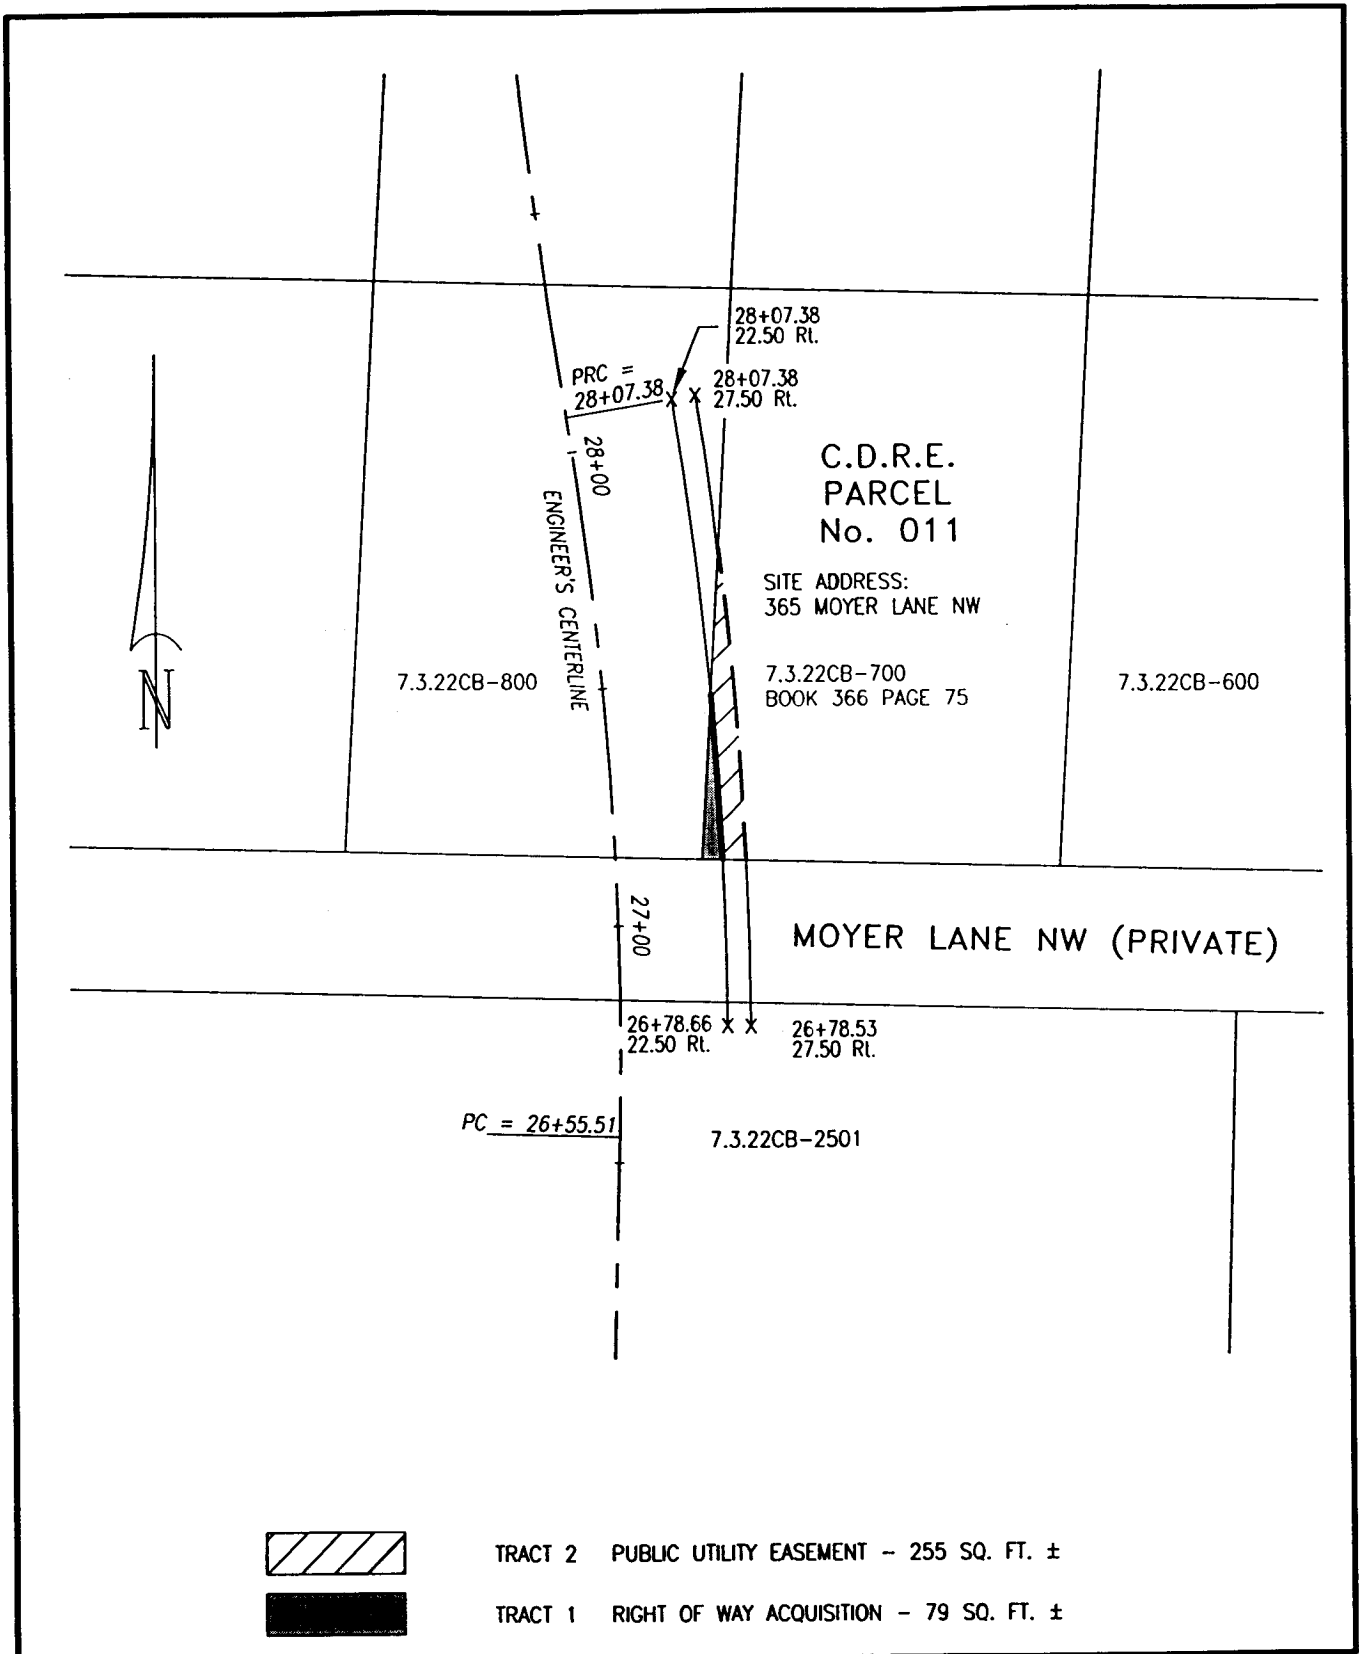 28+07.38
22.50 Rt.
PRC =
28+07.38
28+07.38
27.50 Rt.
28+00
ENGINEER'S CENTERLINE
C.D.R.E.
PARCEL
No. 011
SITE ADDRESS:
365 MOYER LANE NW
7.3.22CB-800
7.3.22CB-700
BOOK 366 PAGE 75
7.3.22CB-600
N
27+00
MOYER LANE NW (PRIVATE)
26+78.66
22.50 Rt.
26+78.53
27.50 Rt.
PC = 26+55.51
7.3.22CB-2501
TRACT 2 PUBLIC UTILITY EASEMENT - 255 SQ. FT. ±
TRACT 1 RIGHT OF WAY ACQUISITION - 79 SQ. FT. ±